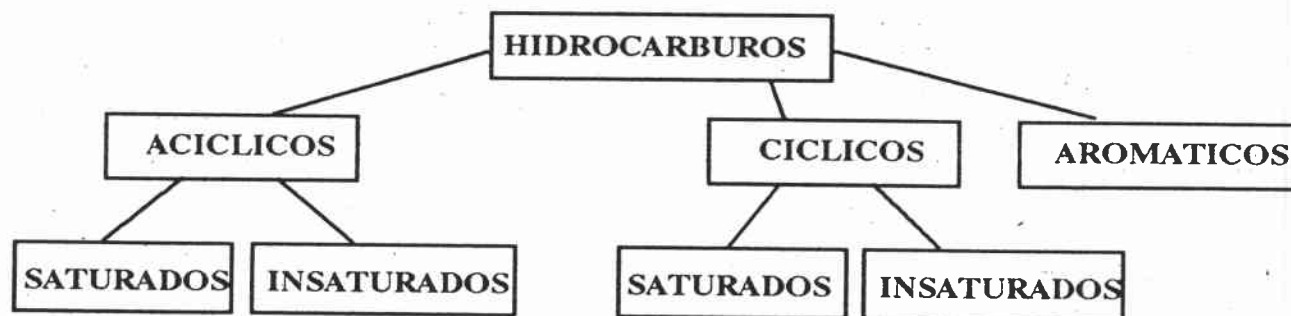 HIDROCARBUROS
ACICLICOS
CICLICOS
AROMATICOS
SATURADOS
INSATURADOS
SATURADOS
INSATURADOS